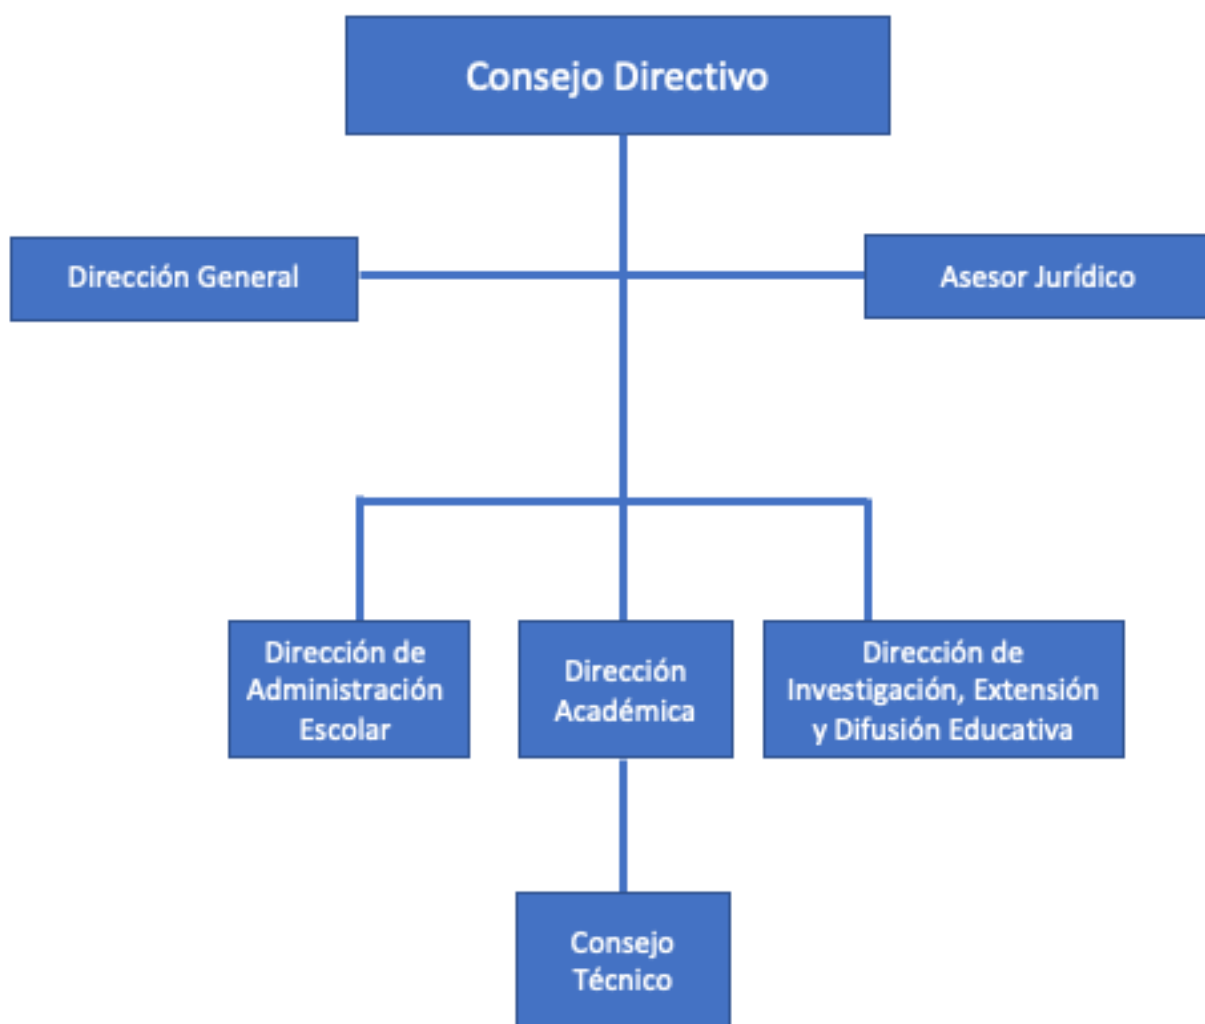 Consejo Directivo
Dirección General
Asesor Jurídico
Dirección de
Administración
Escolar
Dirección
Académica
Dirección de
Investigación, Extensión
y Difusión Educativa
Consejo
Técnico